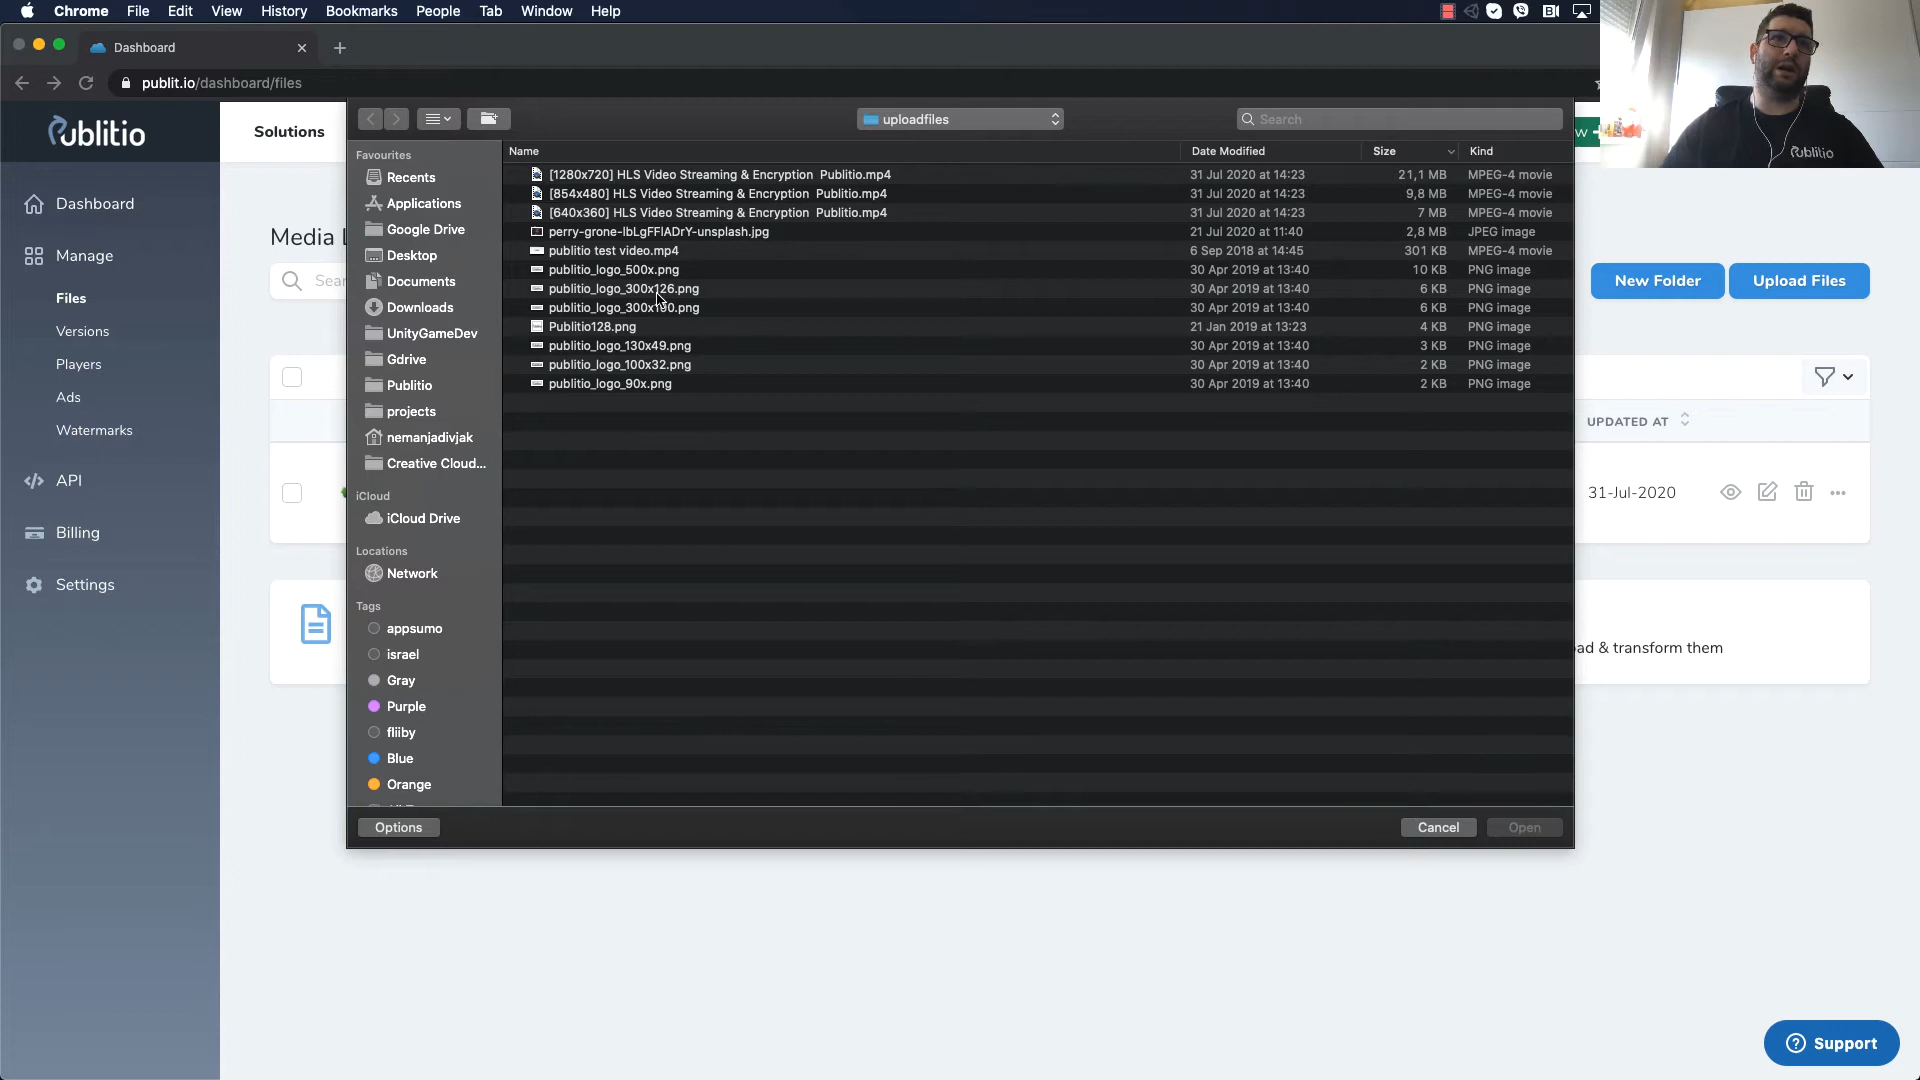 Chrome File Edit View History Bookmarks People Tab Window Help
Dashboard
publit.io/dashboard/files
Publitio
Solutions
Dashboard
Manage
Files
Versions
Players
Ads
Watermarks
API
Billing
Settings
Media L
Sear
uploadfiles
Search
Favourites
Recents
Applications
Google Drive
Desktop
Documents
Downloads
UnityGameDev
Gdrive
Publitio
projects
nemanjadivjak
Creative Cloud...
iCloud
iCloud Drive
Locations
Network
Tags
appsumo
israel
Gray
Purple
fliiby
Blue
Orange
Name Date Modified Size Kind
[1280x720] HLS Video Streaming & Encryption Publitio.mp4 31 Jul 2020 at 14:23 21,1 MB MPEG-4 movie
[854x480] HLS Video Streaming & Encryption Publitio.mp4 31 Jul 2020 at 14:23 9,8 MB MPEG-4 movie
[640x360] HLS Video Streaming & Encryption Publitio.mp4 31 Jul 2020 at 14:23 7 MB MPEG-4 movie
perry-grone-lbLgFFlADrY-unsplash.jpg 21 Jul 2020 at 11:40 2,8 MB JPEG image
publitio test video.mp4 6 Sep 2018 at 14:45 301 KB MPEG-4 movie
publitio_logo_500x.png 30 Apr 2019 at 13:40 10 KB PNG image
publitio_logo_300x126.png 30 Apr 2019 at 13:40 6 KB PNG image
publitio_logo_300x190.png 30 Apr 2019 at 13:40 6 KB PNG image
Publitio128.png 21 Jan 2019 at 13:23 4 KB PNG image
publitio_logo_130x49.png 30 Apr 2019 at 13:40 3 KB PNG image
publitio_logo_100x32.png 30 Apr 2019 at 13:40 2 KB PNG image
publitio_logo_90x.png 30 Apr 2019 at 13:40 2 KB PNG image
Options
Cancel
Open
w +
Publitio
New Folder
Upload Files
UPDATED AT
31-Jul-2020
ad & transform them
Support